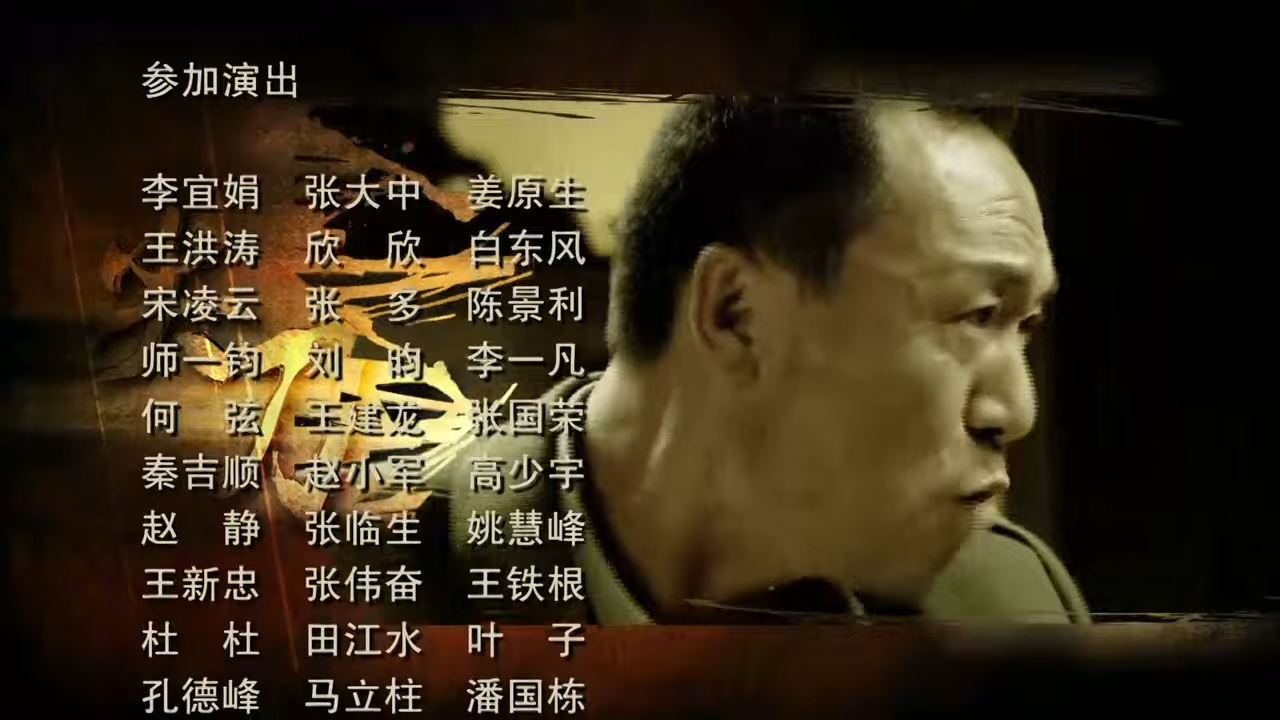 参加演出
李宜娟 张大中 姜原生
王洪涛 欣 欣 白东风
宋凌云 张 多 陈景利
师一钧 刘 昀 李一凡
何 弦 王建龙 张国荣
秦吉顺 赵小军 高少宇
赵 静 张临生 姚慧峰
王新忠 张伟奋 王铁根
杜 杜 田江水 叶 子
孔德峰 马立柱 潘国栋